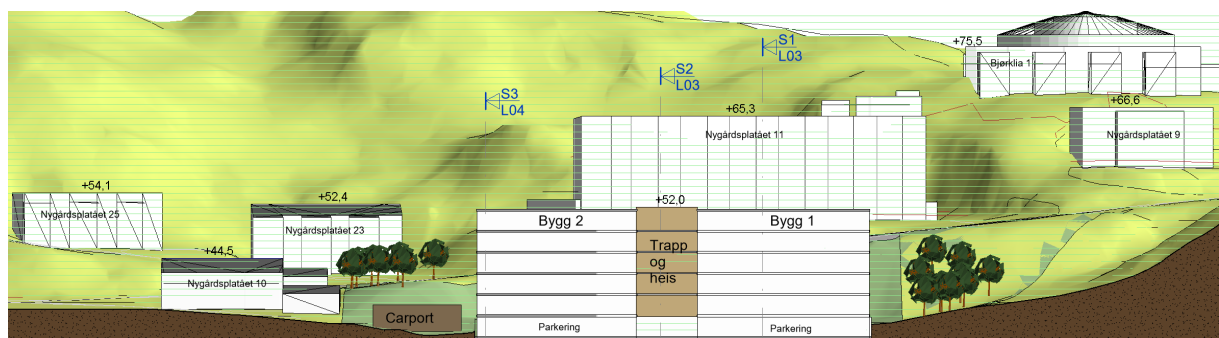 S1
L03
+75,5
Bjørklia 1
S2
L03
S3
L04
+65,3
+66,6
Nygårdsplatået 11
Nygårdsplatået 9
+54,1
+52,4
+52,0
Nygårdsplatået 25
Nygårdsplatået 23
Bygg 2
Bygg 1
Trapp
og
heis
+44,5
Nygårdsplatået 10
Carport
Parkering
Parkering